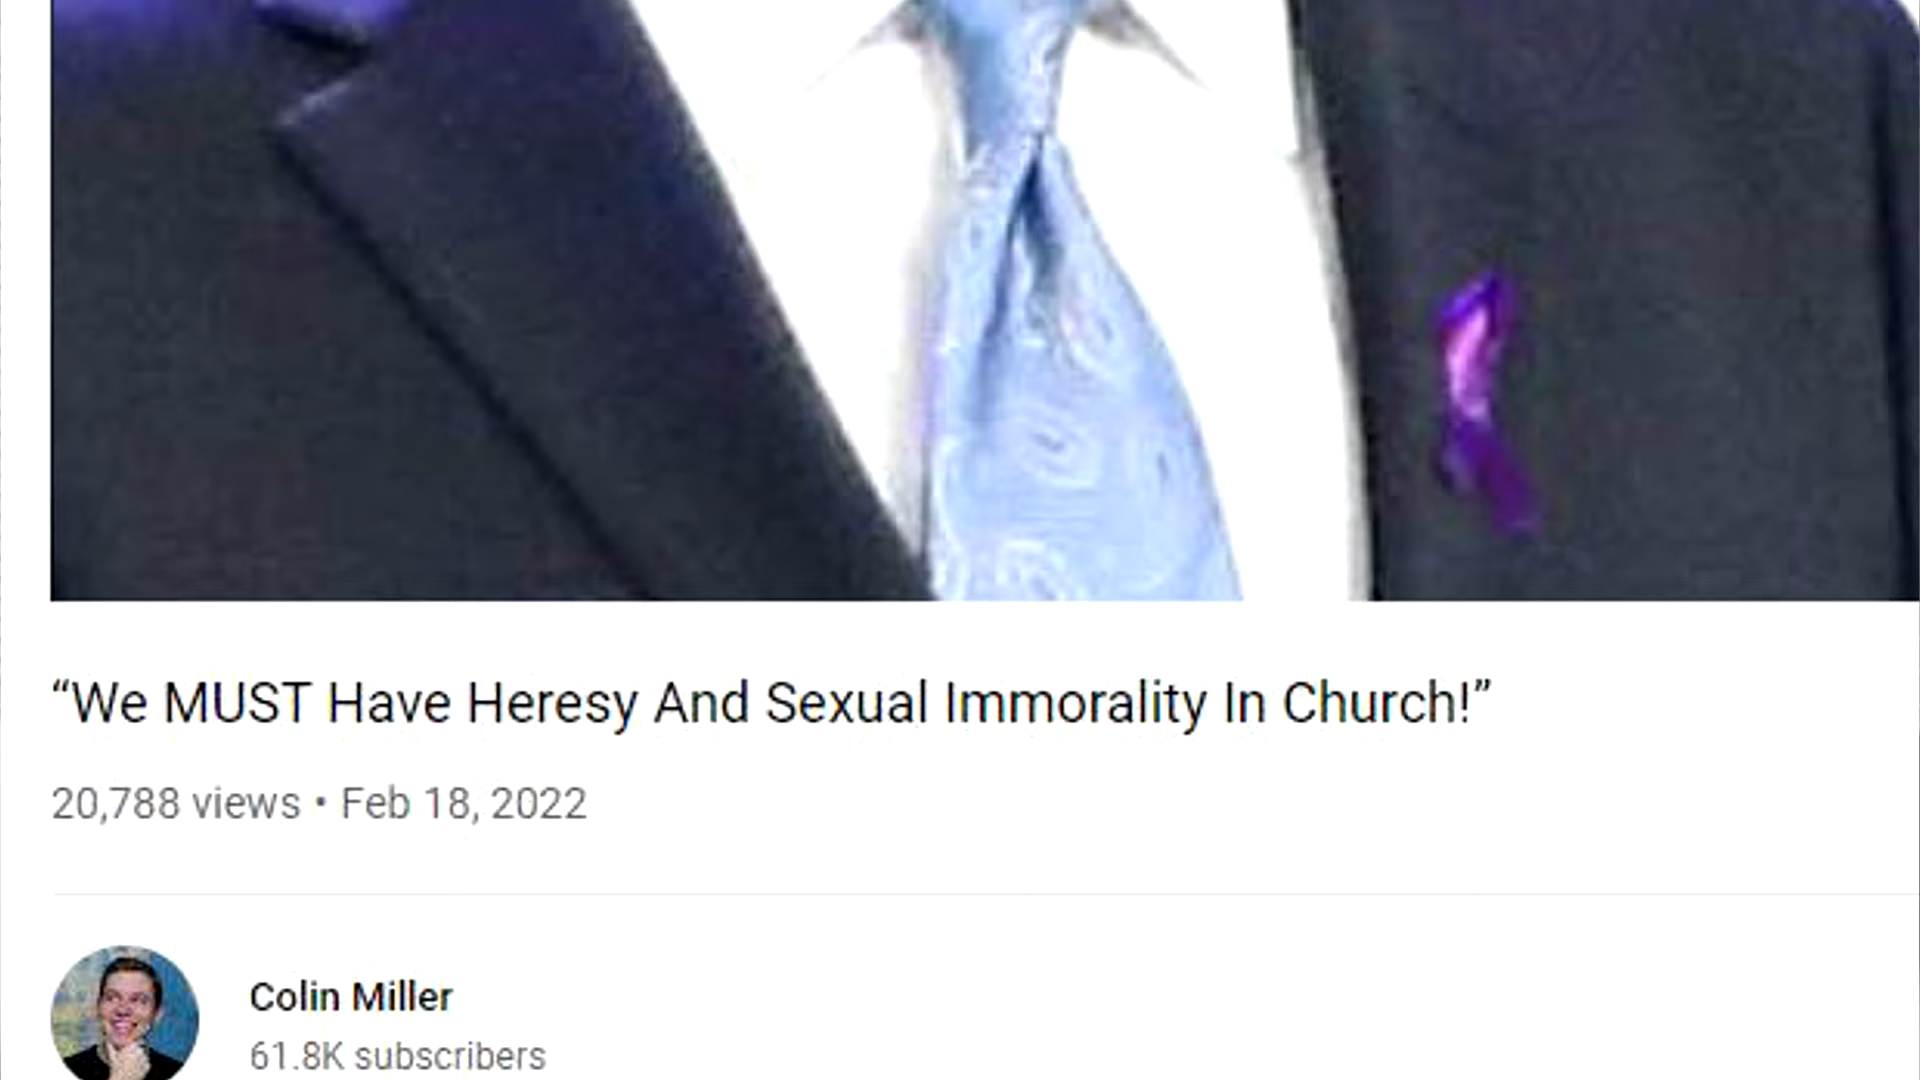 “We MUST Have Heresy And Sexual Immorality In Church!”
20,788 views • Feb 18, 2022
Colin Miller
61.8K subscribers